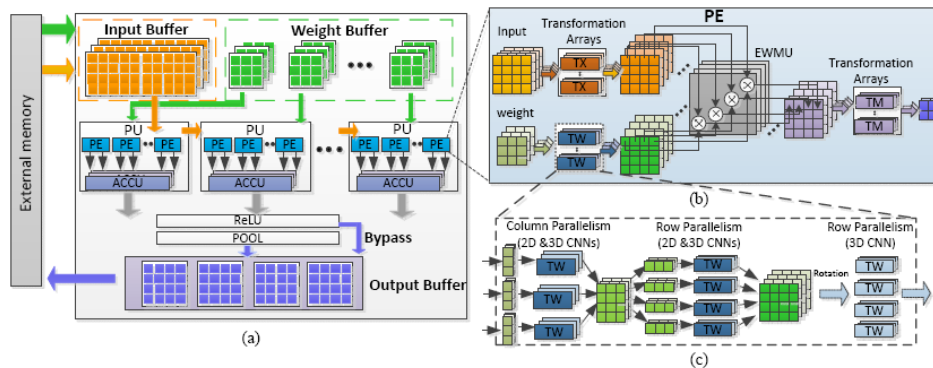 External memory
Input Buffer
Weight Buffer
PU
PE PE PE
ACCU
PU
PE PE PE
ACCU
PU
PE PE PE
ACCU
ReLU
POOL
Bypass
Output Buffer
(a)
PE
Input
Transformation
Arrays
TX
TX
EWMU
Transformation
Arrays
TM
TM
weight
TW
TW
(b)
Column Parallelism
(2D &3D CNNs)
Row Parallelism
(2D &3D CNNs)
Row Parallelism
(3D CNN)
TW
TW
TW
TW
TW
TW
TW
Rotation
TW
TW
TW
TW
(c)